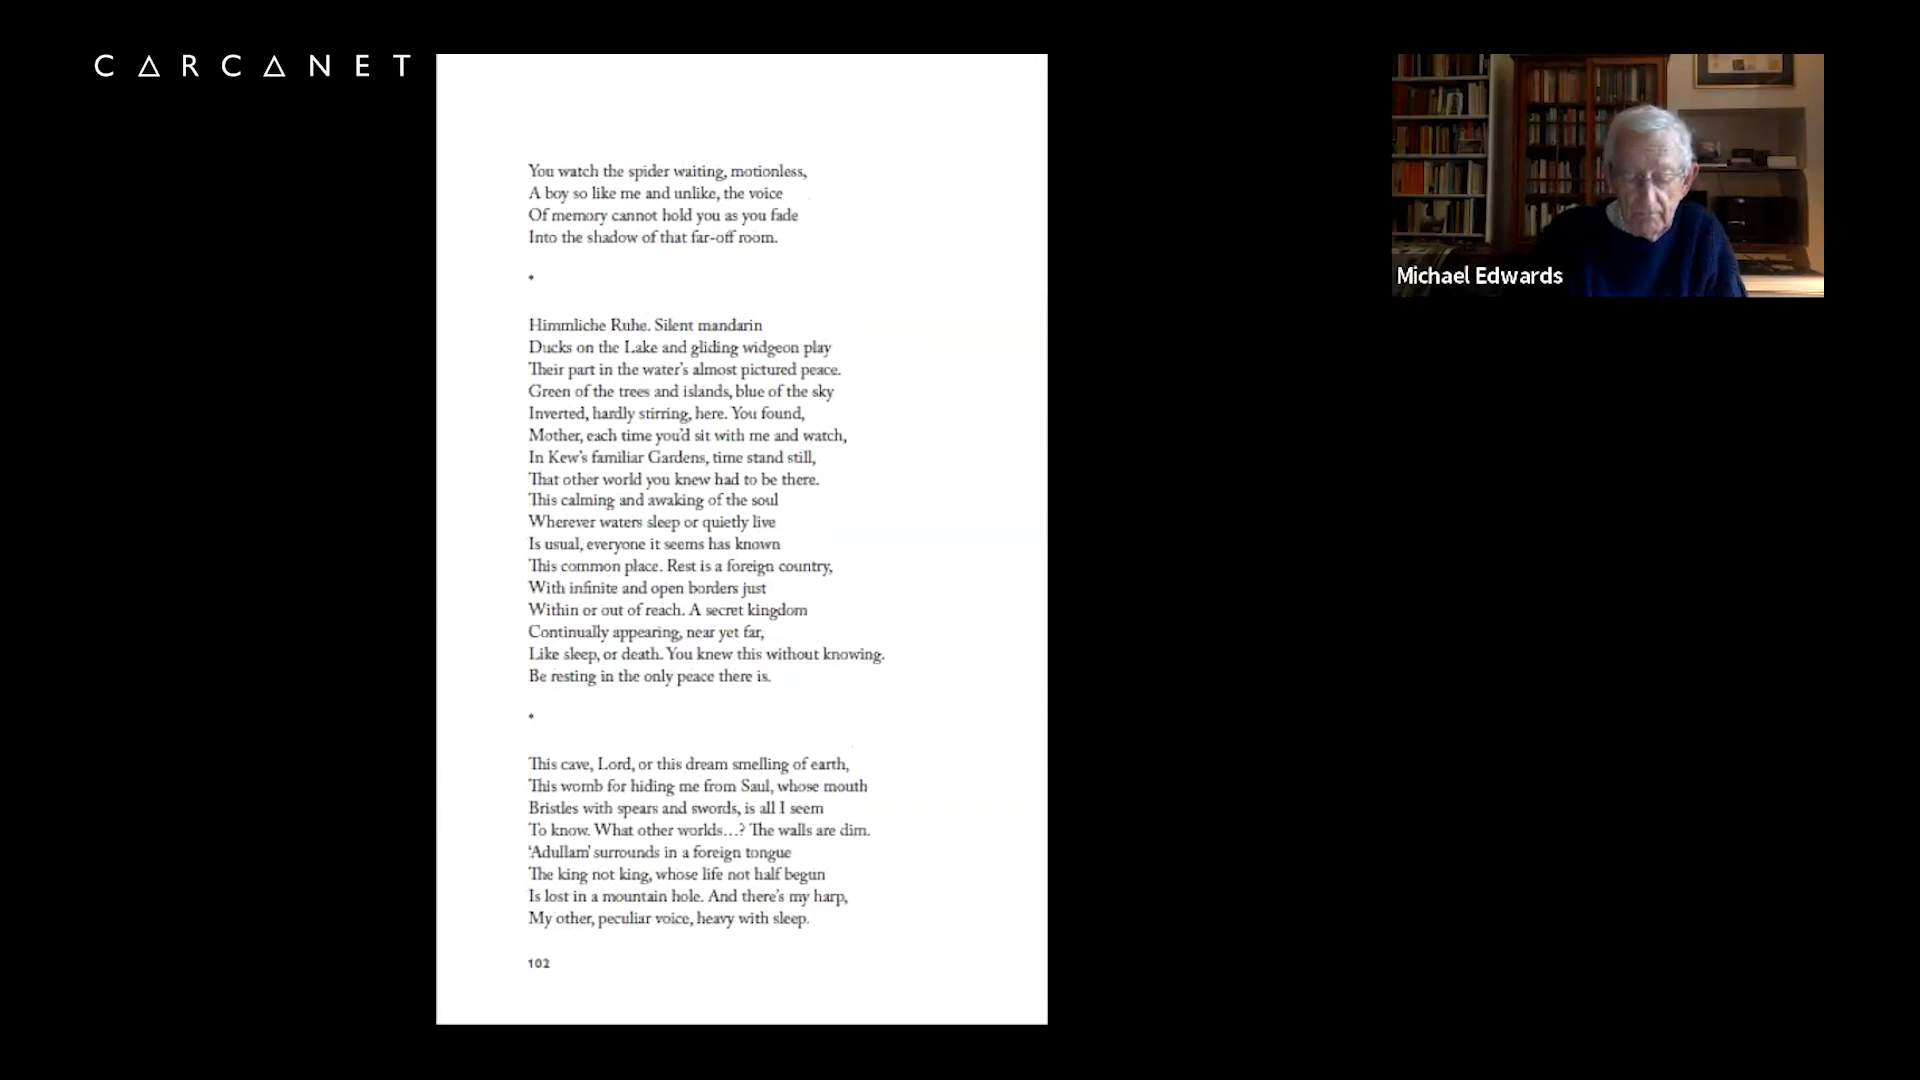 CARCANET
You watch the spider waiting, motionless,
A boy so like me and unlike, the voice
Of memory cannot hold you as you fade
Into the shadow of that far-off room.
*
Himmliche Ruhe. Silent mandarin
Ducks on the Lake and gliding widgeon play
Their part in the water's almost pictured peace.
Green of the trees and islands, blue of the sky
Inverted, hardly stirring, here. You found,
Mother, each time you'd sit with me and watch,
In Kew's familiar Gardens, time stand still,
That other world you knew had to be there.
This calming and awaking of the soul
Wherever waters sleep or quietly live
Is usual, everyone it seems has known
This common place. Rest is a foreign country,
With infinite and open borders just
Within or out of reach. A secret kingdom
Continually appearing, near yet far,
Like sleep, or death. You knew this without knowing.
Be resting in the only peace there is.
*
This cave, Lord, or this dream smelling of earth,
This womb for hiding me from Saul, whose mouth
Bristles with spears and swords, is all I seem
To know. What other worlds…? The walls are dim.
‘Adullam’ surrounds in a foreign tongue
The king not king, whose life not half begun
Is lost in a mountain hole. And there's my harp,
My other, peculiar voice, heavy with sleep.
102
Michael Edwards